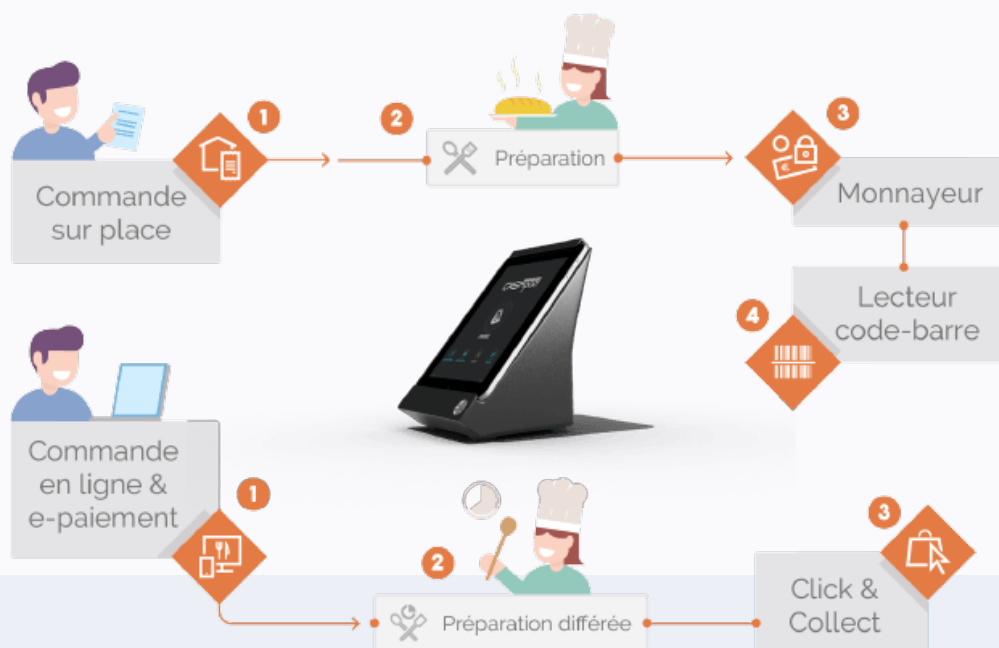 1
2
3
Préparation
Commande
sur place
Monnayeur
Lecteur
code-barre
4
Commande
en ligne &
e-paiement
1
2
3
Préparation différée
Click &
Collect